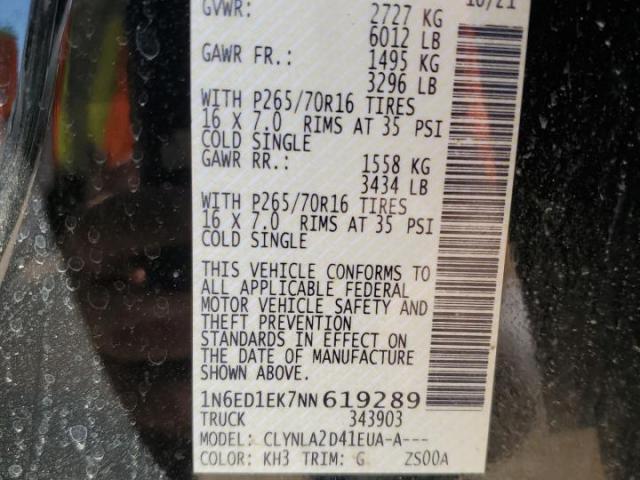 GVWR: 2727 KG 10/21
6012 LB
GAWR FR.: 1495 KG
3296 LB
WITH P265/70R16 TIRES
16 X 7.0 RIMS AT 35 PSI
COLD SINGLE
GAWR RR.: 1558 KG
3434 LB
WITH P265/70R16 TIRES
16 X 7.0 RIMS AT 35 PSI
COLD SINGLE
THIS VEHICLE CONFORMS TO
ALL APPLICABLE FEDERAL
MOTOR VEHICLE SAFETY AND
THEFT PREVENTION
STANDARDS IN EFFECT ON
THE DATE OF MANUFACTURE
SHOWN ABOVE.
1N6ED1EK7NN619289
TRUCK 343903
MODEL: CLYNLA2D41EUA-A---
COLOR: KH3 TRIM: G ZS00A